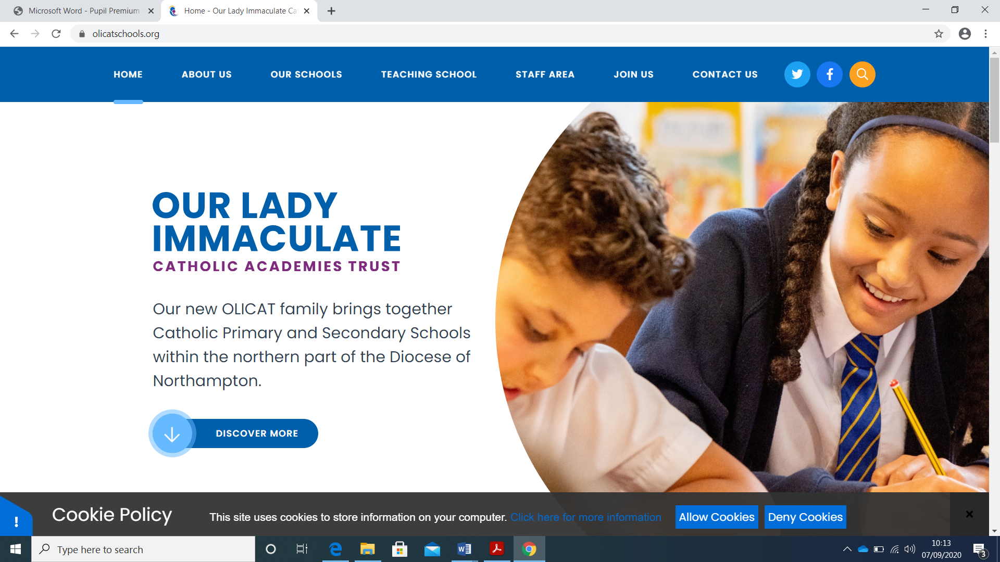 Microsoft Word - Pupil Premium
Home - Our Lady Immaculate Ca
olicatschools.org
HOME ABOUT US OUR SCHOOLS TEACHING SCHOOL STAFF AREA JOIN US CONTACT US
OUR LADY
IMMACULATE
CATHOLIC ACADEMIES TRUST
Our new OLICAT family brings together
Catholic Primary and Secondary Schools
within the northern part of the Diocese of
Northampton.
DISCOVER MORE
Cookie Policy
This site uses cookies to store information on your computer. Click here for more information
Allow Cookies
Deny Cookies
Type here to search
10:13
07/09/2020
3